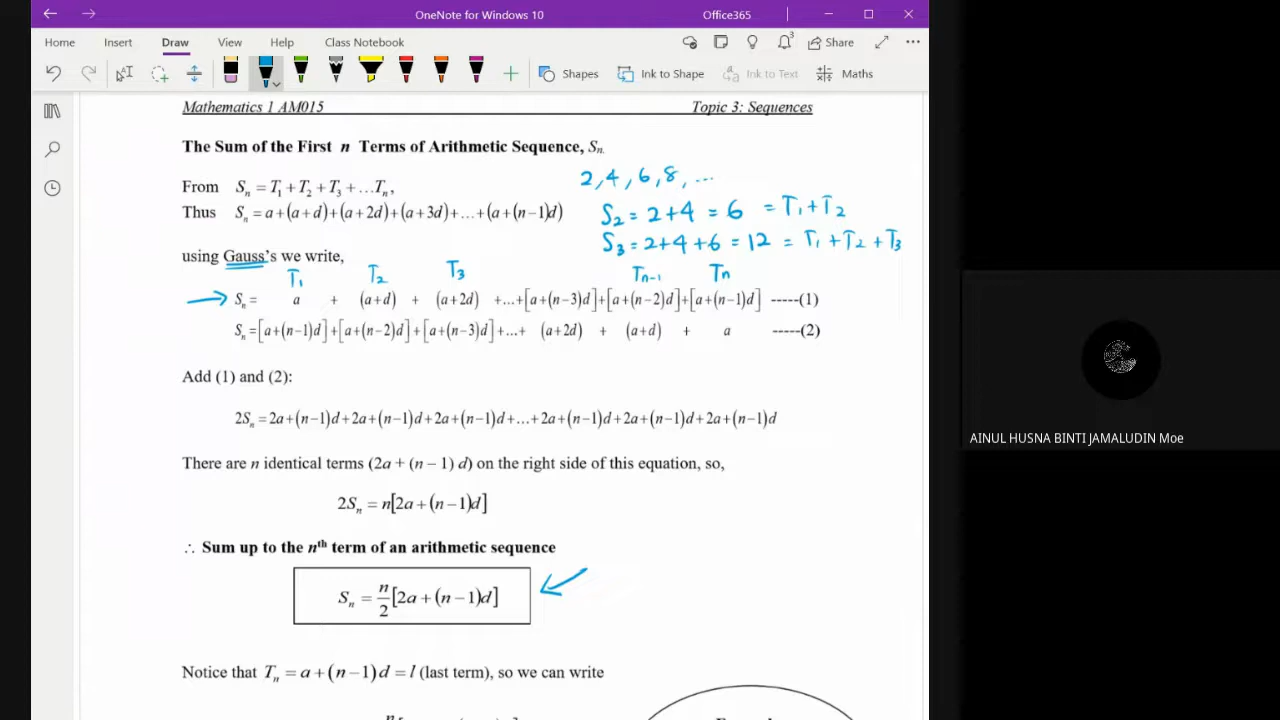 OneNote for Windows 10
Office365
Home Insert Draw View Help Class Notebook
3
Share
Shapes Ink to Shape Ink to Text Maths
Mathematics 1 AM015 Topic 3: Sequences
The Sum of the First n Terms of Arithmetic Sequence, Sn.
2, 4, 6, 8, ...
From Sn = T1 + T2 + T3 + ...Tn,
S2 = 2+4 = 6 = T1 + T2
Thus Sn = a+(a+d)+(a+2d)+(a+3d)+...+(a+(n−1)d)
S3 = 2+4+6 = 12 = T1 + T2 + T3
using Gauss's we write,
T1 T2 T3 Tn-1 Tn
Sn = a + (a+d) + (a+2d) +...+[a+(n−3)d]+[a+(n−2)d]+[a+(n−1)d] -----(1)
Sn =[a+(n−1)d]+[a+(n−2)d]+[a+(n−3)d]+...+ (a+2d) + (a+d) + a -----(2)
Add (1) and (2):
2Sn = 2a+(n−1)d+2a+(n−1)d+2a+(n−1)d+...+2a+(n−1)d+2a+(n−1)d+2a+(n−1)d
There are n identical terms (2a + (n – 1) d) on the right side of this equation, so,
2Sn = n[2a+(n−1)d]
∴ Sum up to the nth term of an arithmetic sequence
Sn = n/2[2a+(n−1)d]
Notice that Tn = a+(n−1)d = l (last term), so we can write
AINUL HUSNA BINTI JAMALUDIN Moe